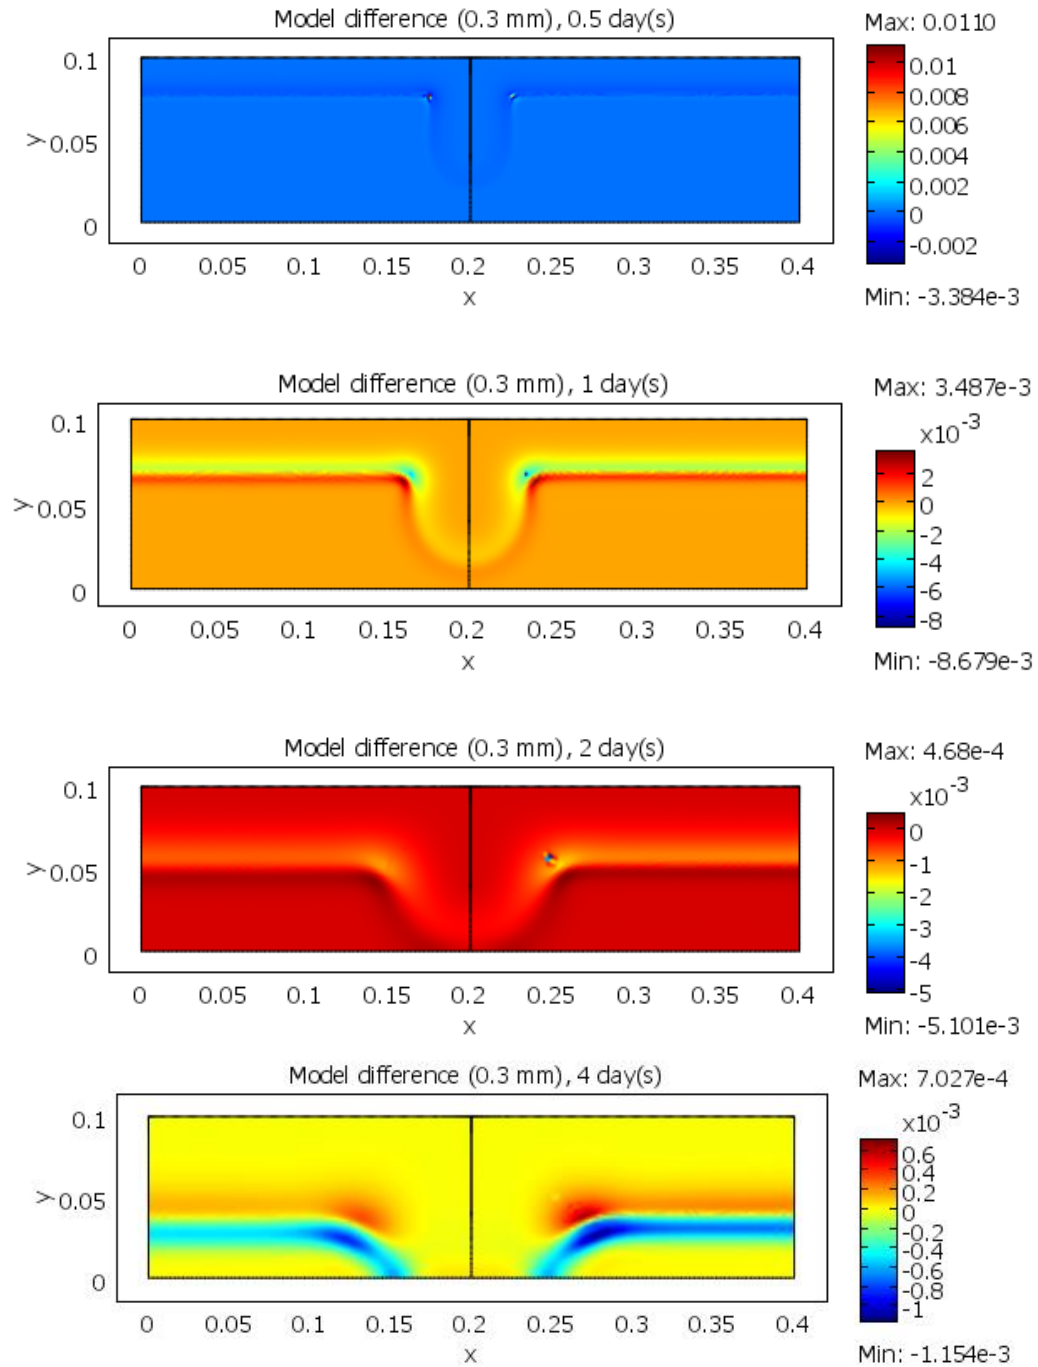 Model difference (0.3 mm), 0.5 day(s)
Max: 0.0110
0.1
0.05
0
y
0 0.05 0.1 0.15 0.2 0.25 0.3 0.35 0.4
x
0.01
0.008
0.006
0.004
0.002
0
-0.002
Min: -3.384e-3
Model difference (0.3 mm), 1 day(s)
Max: 3.487e-3
x10^-3
0.1
0.05
0
y
0 0.05 0.1 0.15 0.2 0.25 0.3 0.35 0.4
x
2
0
-2
-4
-6
-8
Min: -8.679e-3
Model difference (0.3 mm), 2 day(s)
Max: 4.68e-4
x10^-3
0.1
0.05
0
y
0 0.05 0.1 0.15 0.2 0.25 0.3 0.35 0.4
x
0
-1
-2
-3
-4
-5
Min: -5.101e-3
Model difference (0.3 mm), 4 day(s)
Max: 7.027e-4
x10^-3
0.1
0.05
0
y
0 0.05 0.1 0.15 0.2 0.25 0.3 0.35 0.4
x
0.6
0.4
0.2
0
-0.2
-0.4
-0.6
-0.8
-1
Min: -1.154e-3